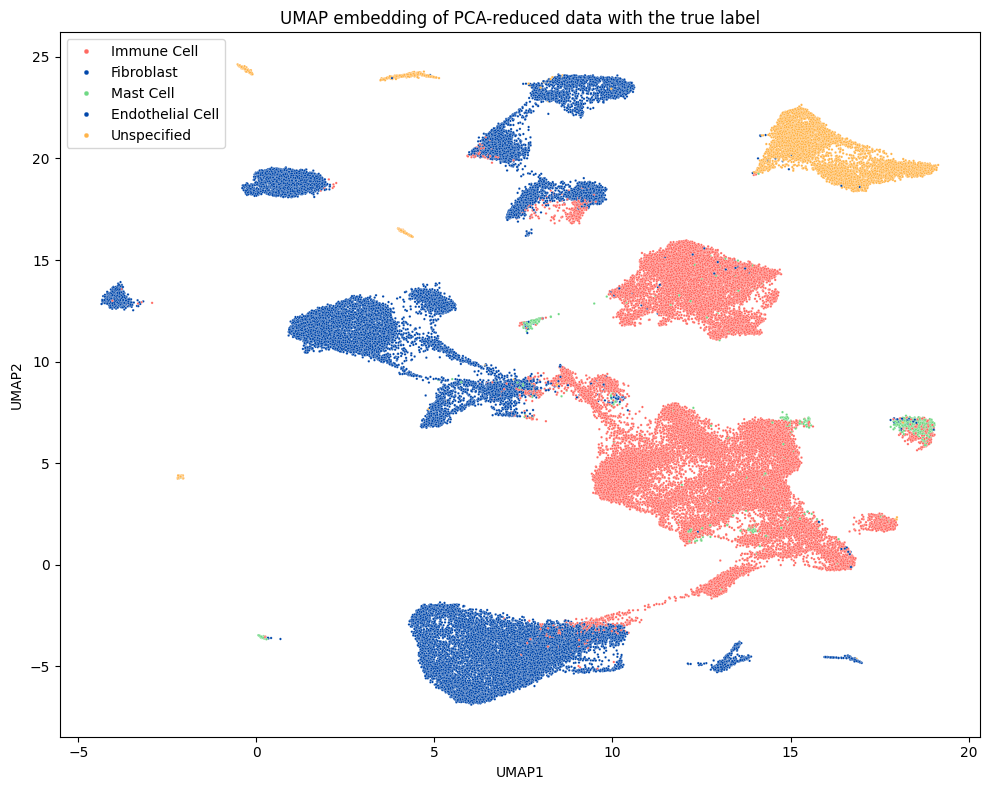 UMAP embedding of PCA-reduced data with the true label
Immune Cell
Fibroblast
Mast Cell
Endothelial Cell
Unspecified
25
20
15
10
5
0
−5
UMAP2
−5
0
5
10
15
20
UMAP1